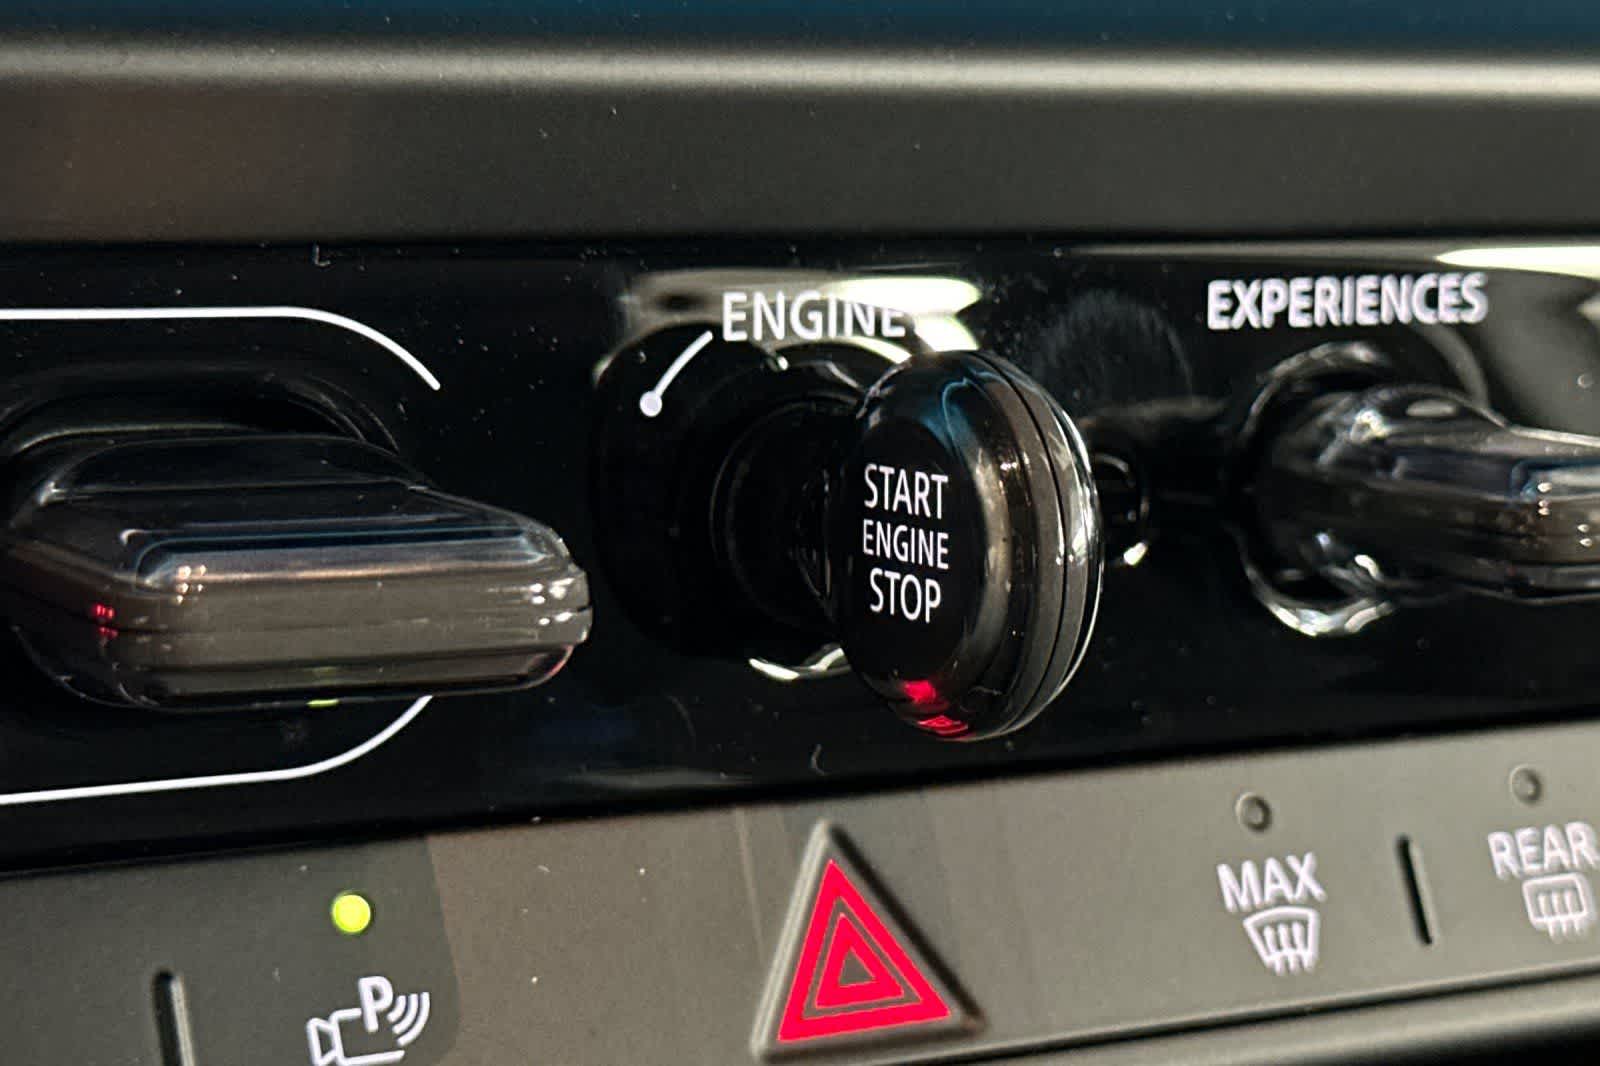 ENGINE
EXPERIENCES
START
ENGINE
STOP
MAX
REAR
P